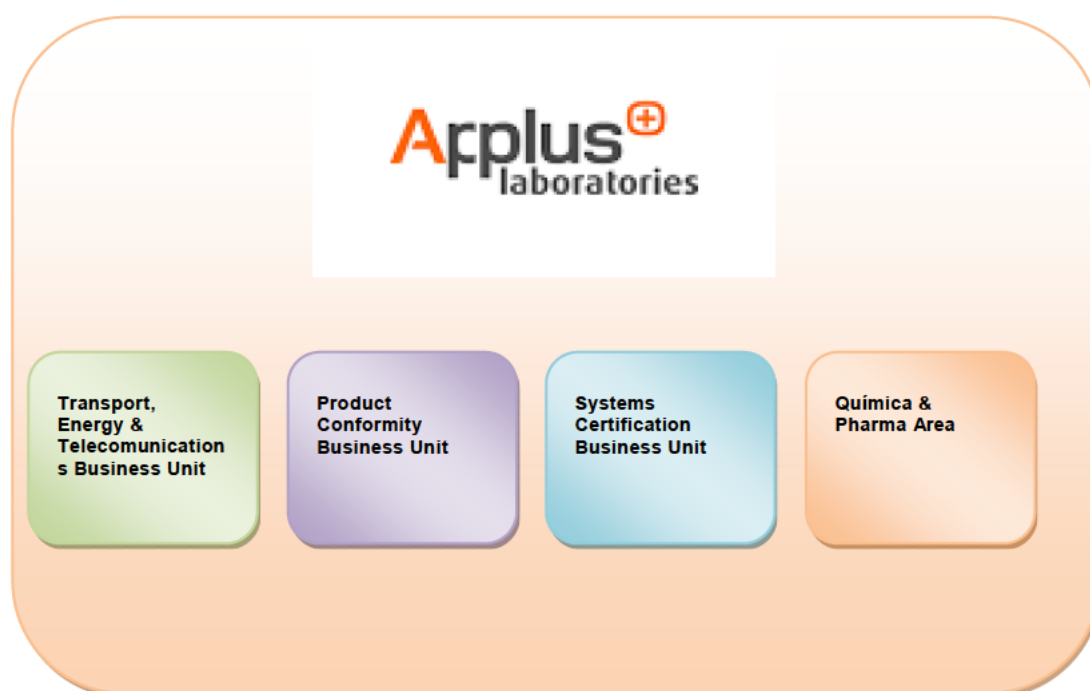 Applus+
laboratories
Transport,
Energy &
Telecomunication
s Business Unit
Product
Conformity
Business Unit
Systems
Certification
Business Unit
Química &
Pharma Area